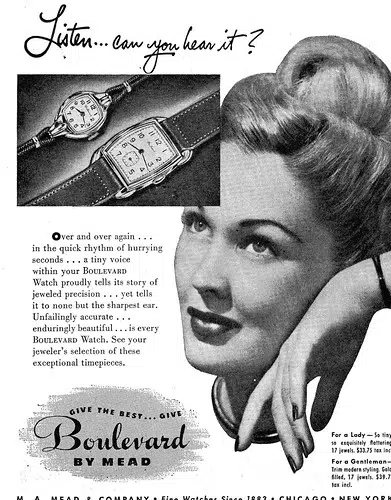 Listen... can you hear it?
Over and over again . . .
in the quick rhythm of hurrying
seconds . . . a tiny voice
within your BOULEVARD
Watch proudly tells its story of
jeweled precision . . . yet tells
it to none but the sharpest ear.
Unfailingly accurate . . .
enduringly beautiful . . . is every
BOULEVARD Watch. See your
jeweler's selection of these
exceptional timepieces.
GIVE THE BEST...GIVE
Boulevard
BY MEAD
For a Lady — So tiny
so exquisitely flattering
17 jewels. $33.75 tax inc
For a Gentleman—
Trim modern styling. Gold
filled, 17 jewels. $39.7
tax incl.
M. A. MEAD & COMPANY • Fine Watches Since 1883 • CHICAGO • NEW YORK